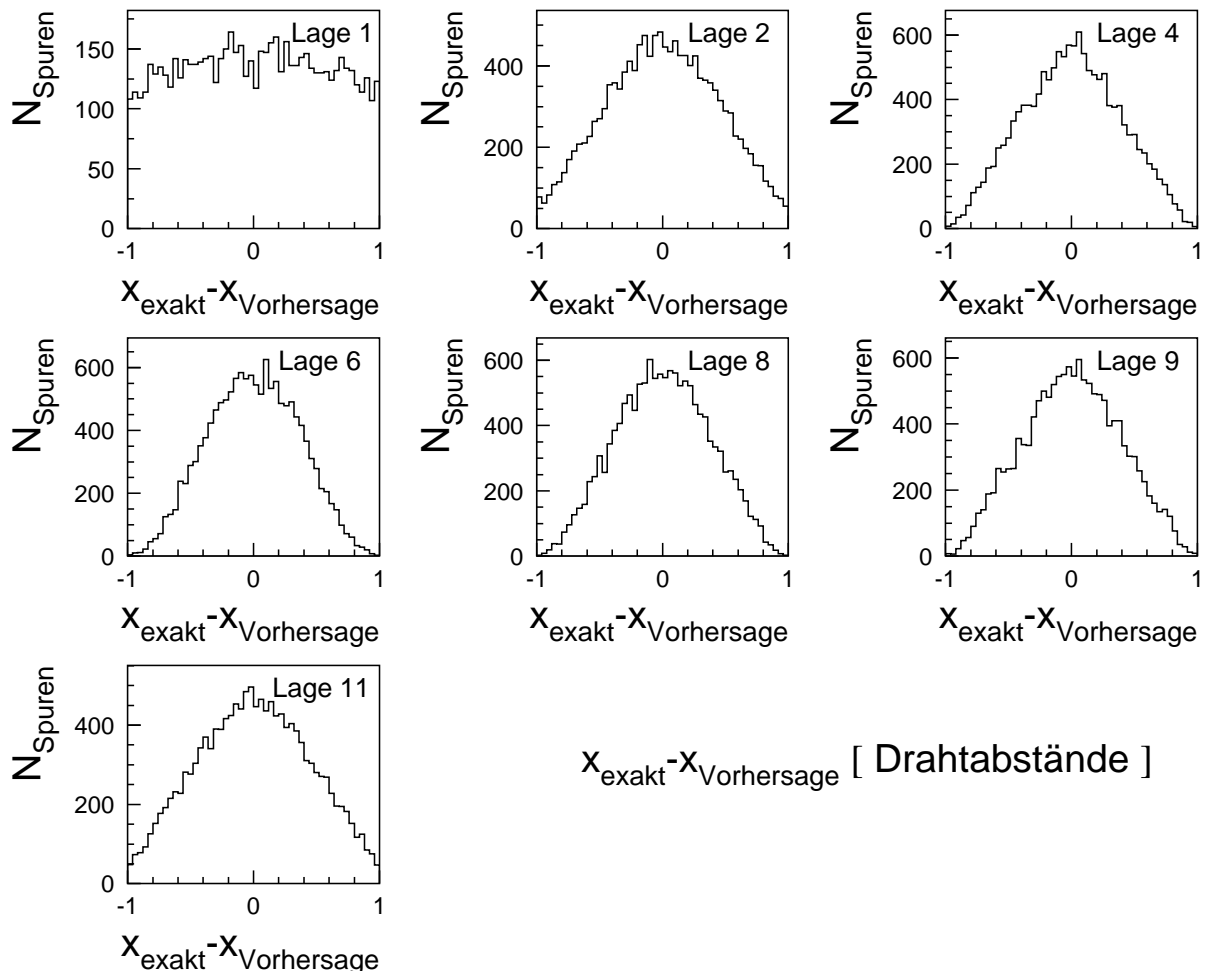 Lage 1
N_Spuren
150
100
50
0
-1 0 1
x_exakt-x_Vorhersage
Lage 2
N_Spuren
400
200
0
-1 0 1
x_exakt-x_Vorhersage
Lage 4
N_Spuren
600
400
200
0
-1 0 1
x_exakt-x_Vorhersage
Lage 6
N_Spuren
600
400
200
0
-1 0 1
x_exakt-x_Vorhersage
Lage 8
N_Spuren
600
400
200
0
-1 0 1
x_exakt-x_Vorhersage
Lage 9
N_Spuren
600
400
200
0
-1 0 1
x_exakt-x_Vorhersage
Lage 11
N_Spuren
400
200
0
-1 0 1
x_exakt-x_Vorhersage
x_exakt-x_Vorhersage [ Drahtabstände ]